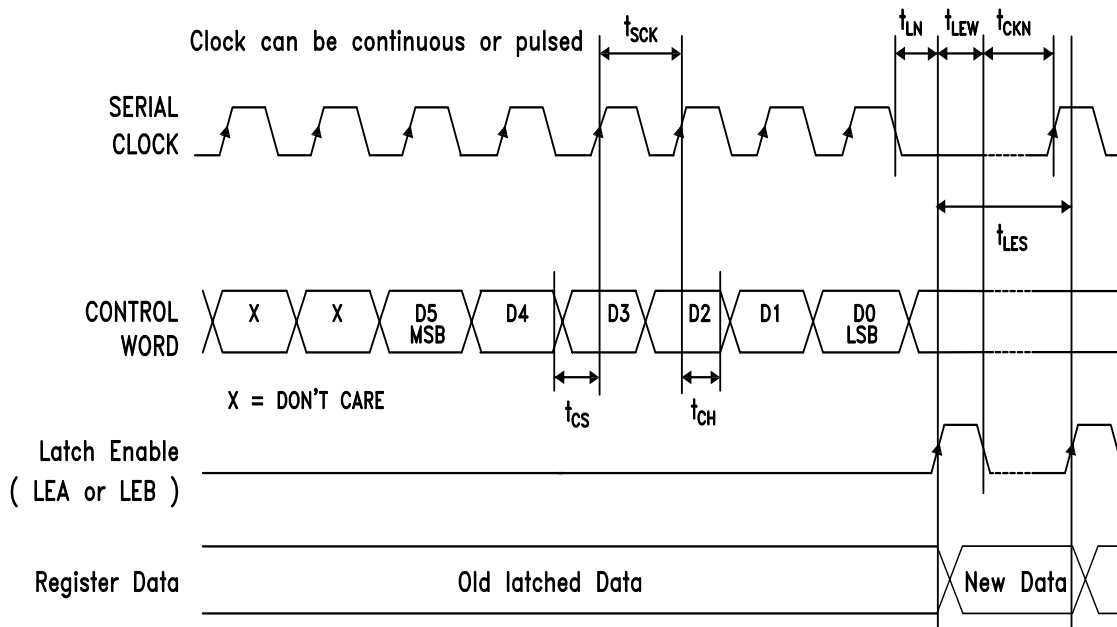 Clock can be continuous or pulsed
tSCK
tLN
tLEW
tCKN
SERIAL
CLOCK
tLES
CONTROL
WORD
X
X
D5
MSB
D4
D3
D2
D1
D0
LSB
X = DON'T CARE
tCS
tCH
Latch Enable
( LEA or LEB )
Register Data
Old latched Data
New Data